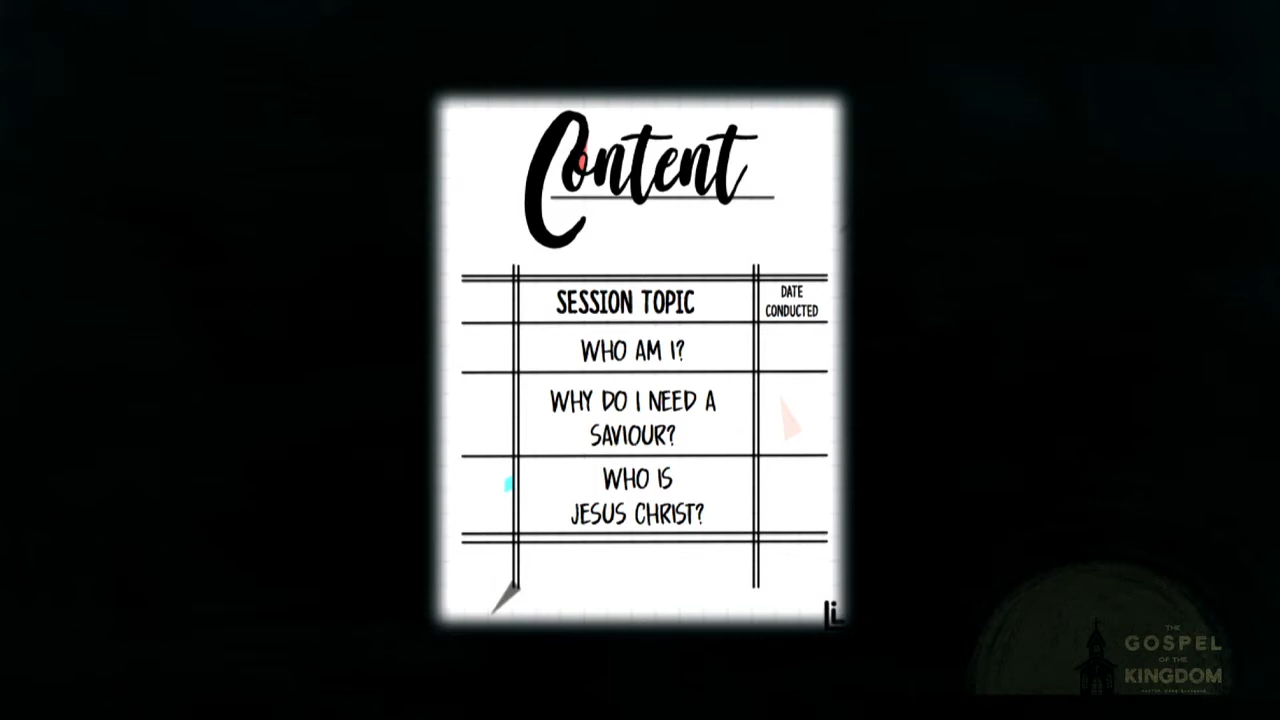 Content
SESSION TOPIC
DATE
CONDUCTED
WHO AM I?
WHY DO I NEED A
SAVIOUR?
WHO IS
JESUS CHRIST?
Li
THE
GOSPEL
OF THE
KINGDOM